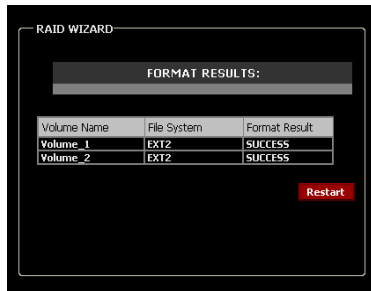 RAID WIZARD
FORMAT RESULTS:
Volume Name File System Format Result
Volume_1 EXT2 SUCCESS
Volume_2 EXT2 SUCCESS
Restart